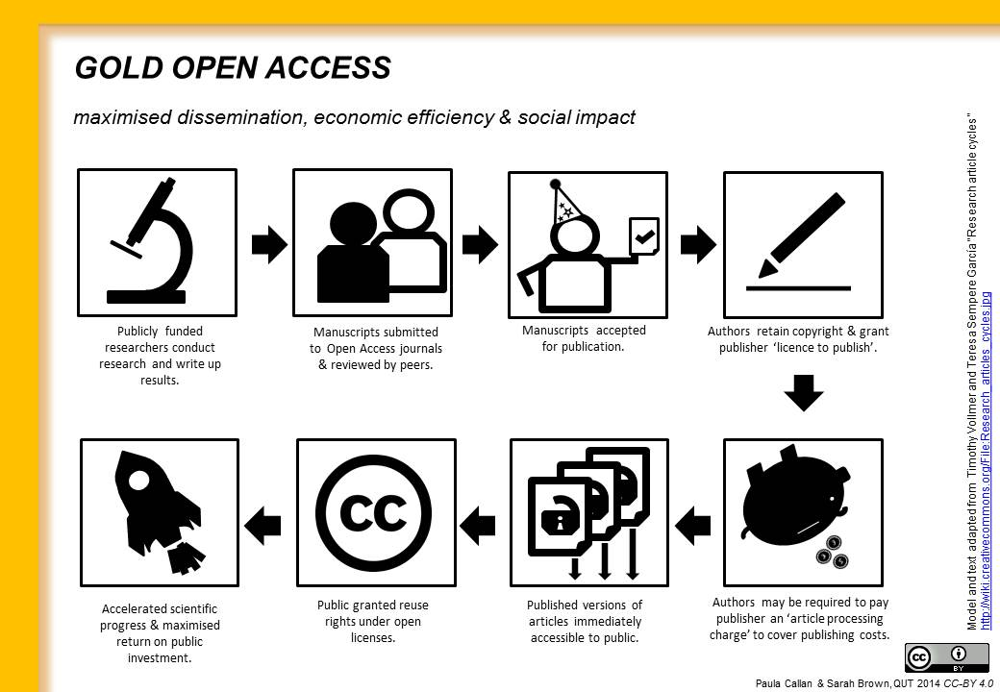 GOLD OPEN ACCESS
maximised dissemination, economic efficiency & social impact
Publicly funded
researchers conduct
research and write up
results.
Manuscripts submitted
to Open Access journals
& reviewed by peers.
Manuscripts accepted
for publication.
Authors retain copyright & grant
publisher ‘licence to publish’.
Authors may be required to pay
publisher an ‘article processing
charge’ to cover publishing costs.
Published versions of
articles immediately
accessible to public.
cc
Public granted reuse
rights under open
licenses.
Accelerated scientific
progress & maximised
return on public
investment.
Model and text adapted from Timothy Vollmer and Teresa Sempere García "Research article cycles"
http://wiki.creativecommons.org/File:Research_articles_cycles.jpg
cc
BY
Paula Callan & Sarah Brown, QUT 2014 CC-BY 4.0